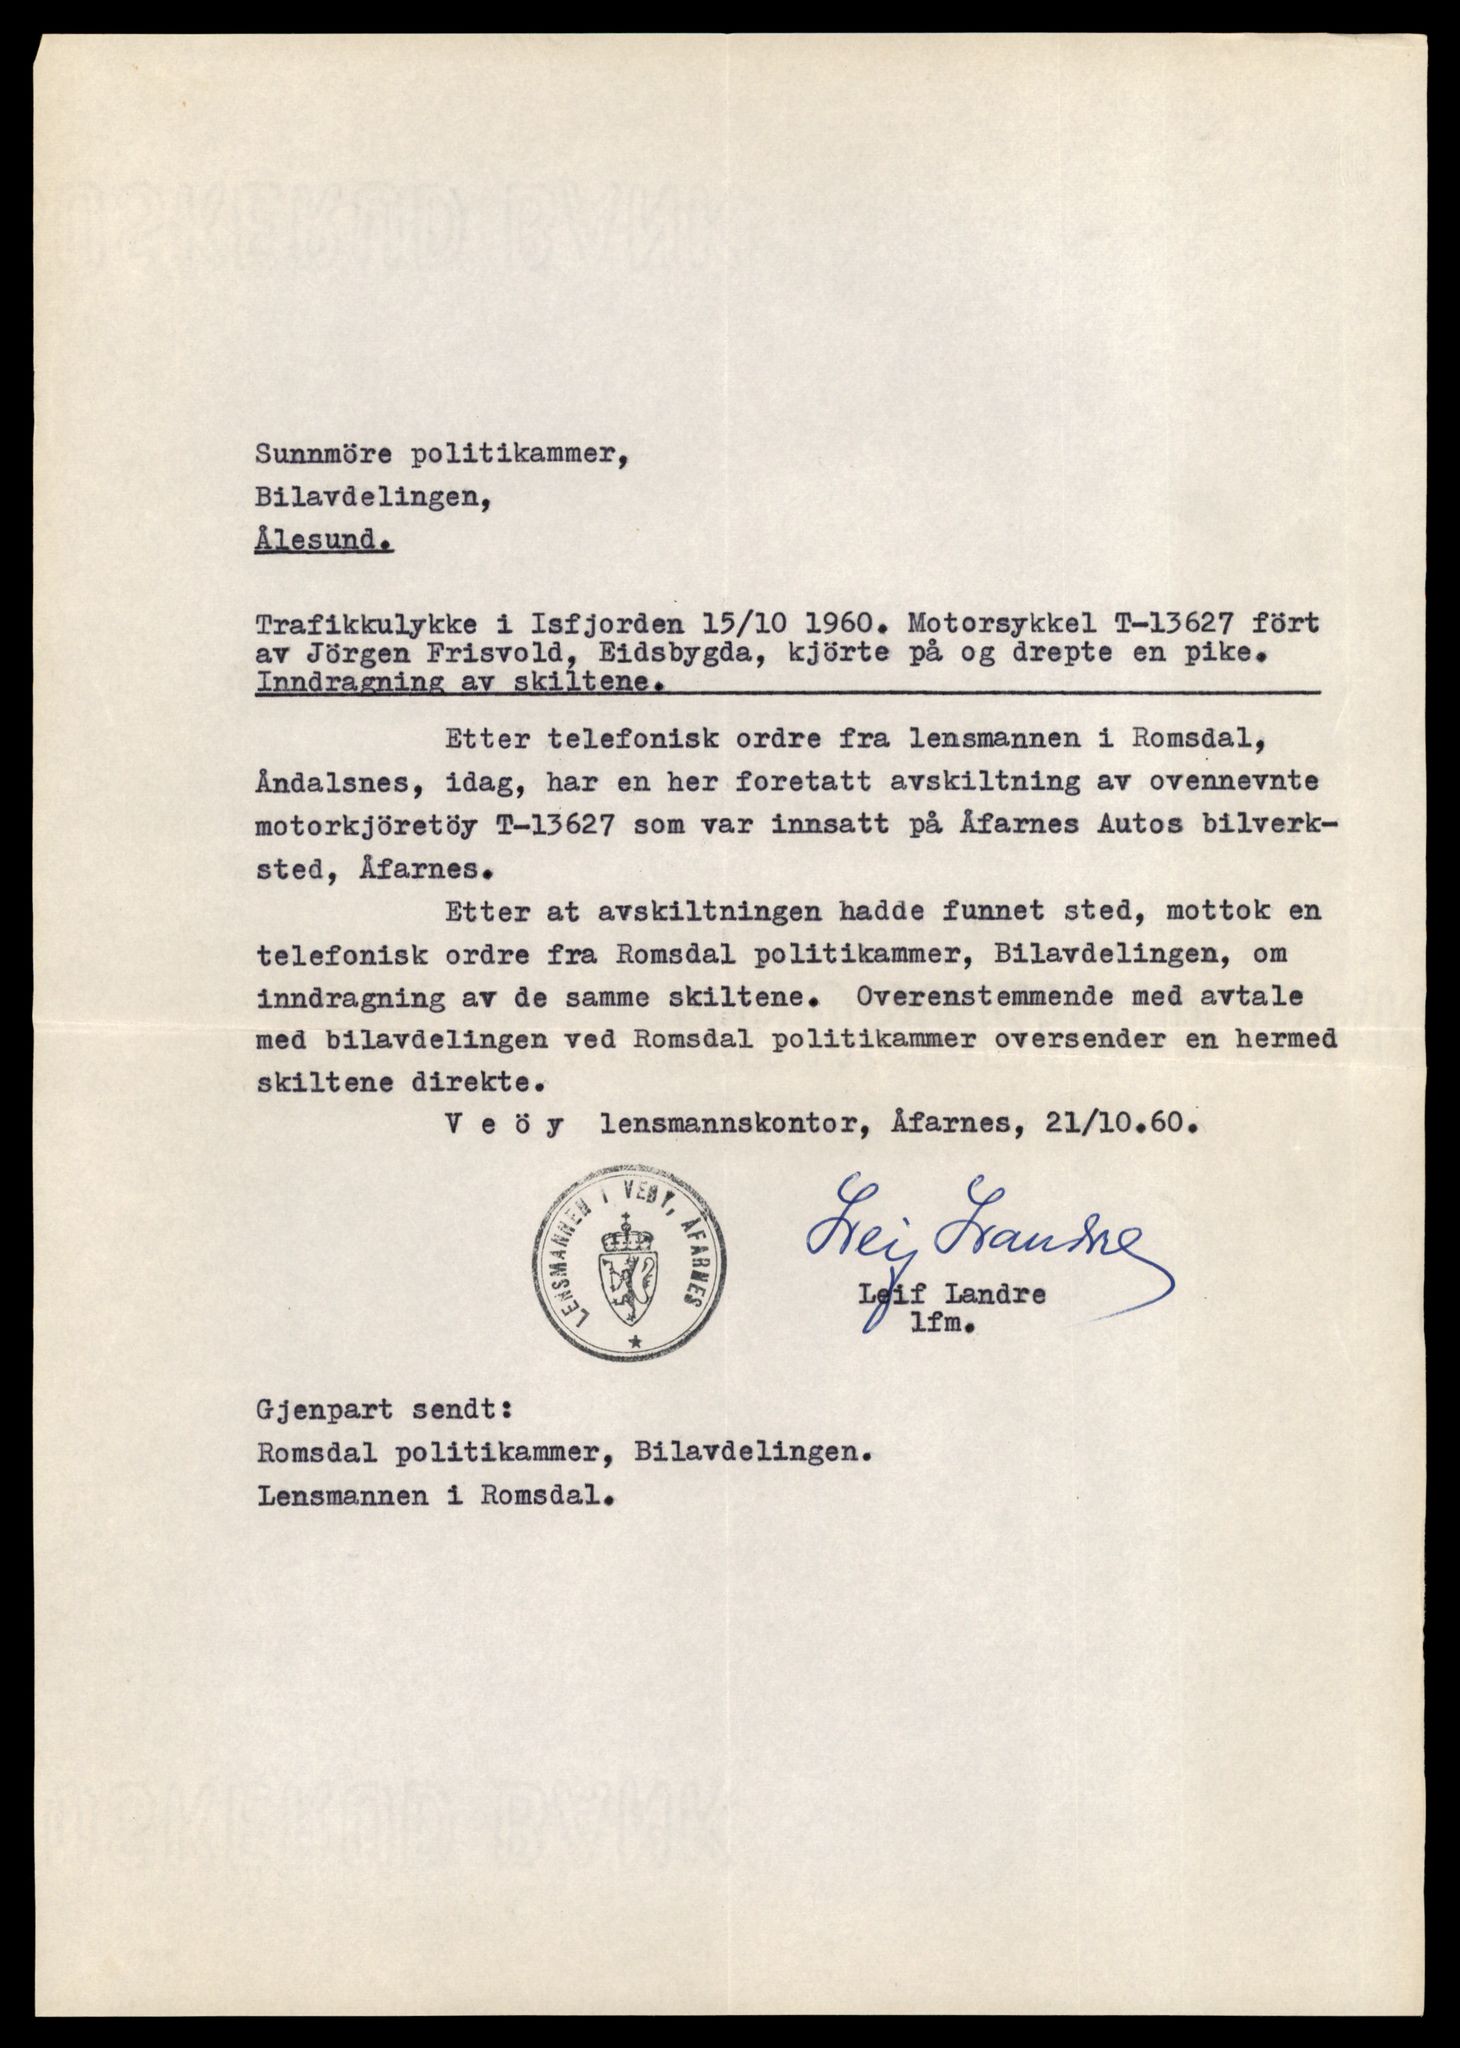 Sunnmöre politikammer,
Bilavdelingen,
Ålesund.
Trafikkulykke i Isfjorden 15/10 1960. Motorsykkel T-13627 fört
av Jörgen Frisvold, Eidsbygda, kjörte på og drepte en pike.
Inndragning av skiltene.
Etter telefonisk ordre fra lensmannen i Romsdal,
Åndalsnes, idag, har en her foretatt avskiltning av ovennevnte
motorkjöretöy T-13627 som var innsatt på Åfarnes Autos bilverk-
sted, Åfarnes.
Etter at avskiltningen hadde funnet sted, mottok en
telefonisk ordre fra Romsdal politikammer, Bilavdelingen, om
inndragning av de samme skiltene. Overenstemmende med avtale
med bilavdelingen ved Romsdal politikammer oversender en hermed
skiltene direkte.
V e ö y lensmannskontor, Åfarnes, 21/10.60.
LENSMANNEN I VEØY, ÅFARNES
Leif Landre
Leif Landre
lfm.
Gjenpart sendt:
Romsdal politikammer, Bilavdelingen.
Lensmannen i Romsdal.